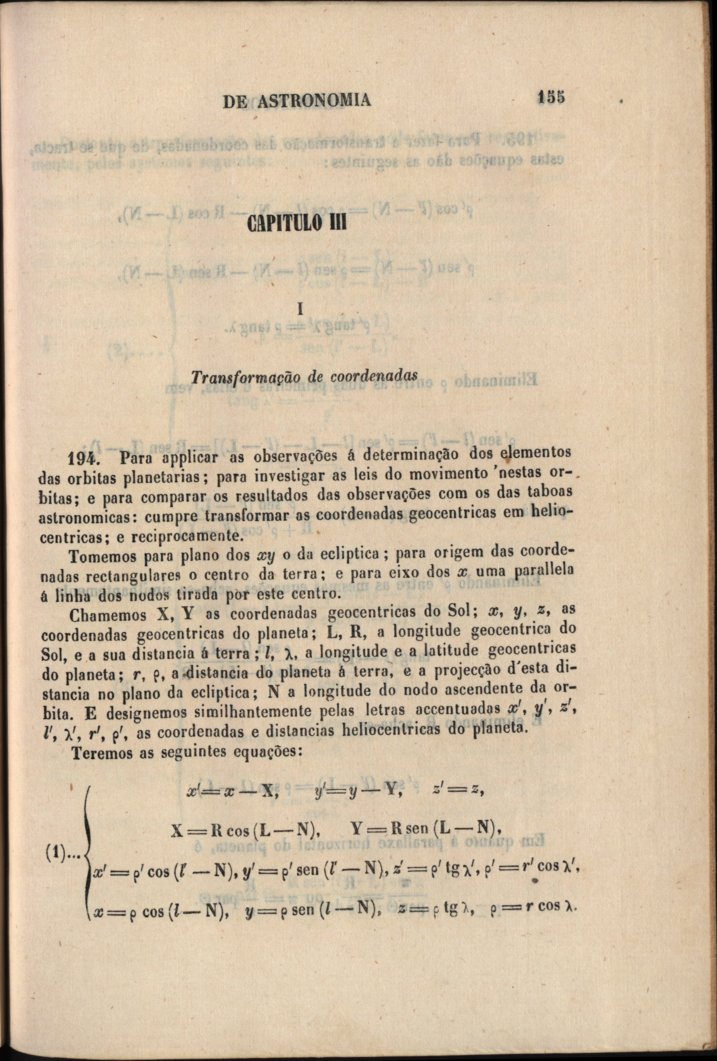 DE ASTRONOMIA 155
CAPITULO III
I
Transformação de coordenadas
194. Para applicar as observações á determinação dos elementos
das orbitas planetarias; para investigar as leis do movimento nestas or-
bitas; e para comparar os resultados das observações com os das taboas
astronomicas: cumpre transformar as coordenadas geocentricas em helio-
centricas; e reciprocamente.
Tomemos para plano dos xy o da ecliptica; para origem das coorde-
nadas rectangulares o centro da terra; e para eixo dos x uma parallela
á linha dos nodos tirada por este centro.
Chamemos X, Y as coordenadas geocentricas do Sol; x, y, z, as
coordenadas geocentricas do planeta; L, R, a longitude geocentrica do
Sol, e a sua distancia á terra; l, λ, a longitude e a latitude geocentricas
do planeta; r, ρ, a distancia do planeta á terra, e a projecção d'esta di-
stancia no plano da ecliptica; N a longitude do nodo ascendente da or-
bita. E designemos similhantemente pelas letras accentuadas x', y', z',
l', λ', r', ρ', as coordenadas e distancias heliocentricas do planeta.
Teremos as seguintes equações:
x' = x — X, y' = y — Y, z' = z,
X = R cos (L — N), Y = R sen (L — N),
(1)...
x' = ρ' cos (l' — N), y' = ρ' sen (l' — N), z' = ρ' tg λ', ρ' = r' cos λ',
x = ρ cos (l — N), y = ρ sen (l — N), z = ρ tg λ, ρ = r cos λ.